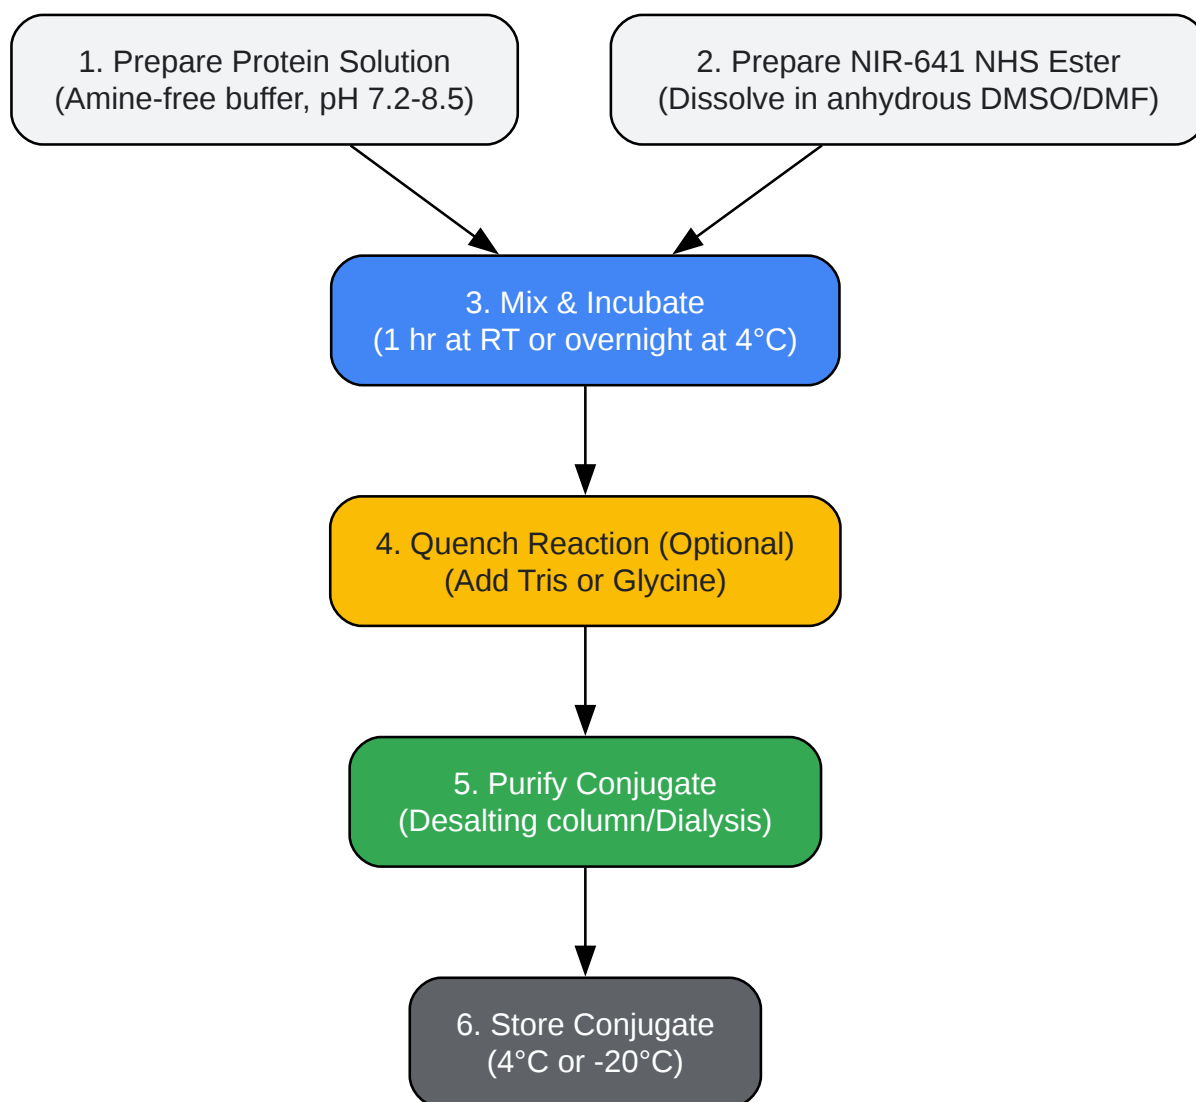 1. Prepare Protein Solution
(Amine-free buffer, pH 7.2-8.5)
2. Prepare NIR-641 NHS Ester
(Dissolve in anhydrous DMSO/DMF)
3. Mix & Incubate
(1 hr at RT or overnight at 4°C)
4. Quench Reaction (Optional)
(Add Tris or Glycine)
5. Purify Conjugate
(Desalting column/Dialysis)
6. Store Conjugate
(4°C or -20°C)